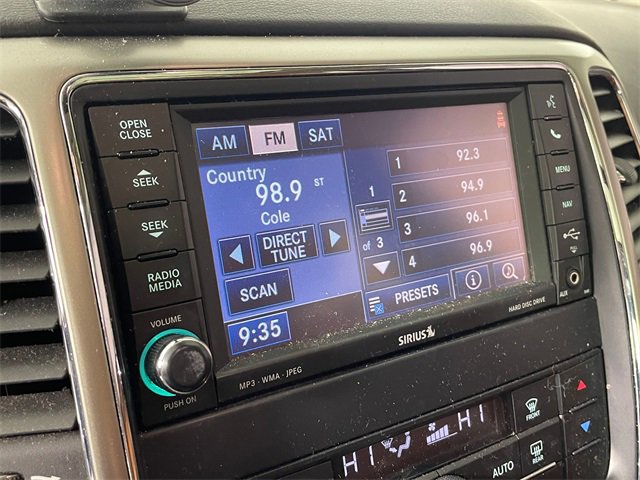 OPEN
CLOSE
SEEK
SEEK
RADIO
MEDIA
VOLUME
PUSH ON
AM FM SAT
Country
98.9 ST
Cole
DIRECT
TUNE
SCAN
9:35
1
of 3
1 92.3
2 94.9
3 96.1
4 96.9
PRESETS
MENU
NAV
AUX
SIRIUS
HARD DISC DRIVE
MP3 · WMA · JPEG
HI HI
FRONT
AUTO
REAR